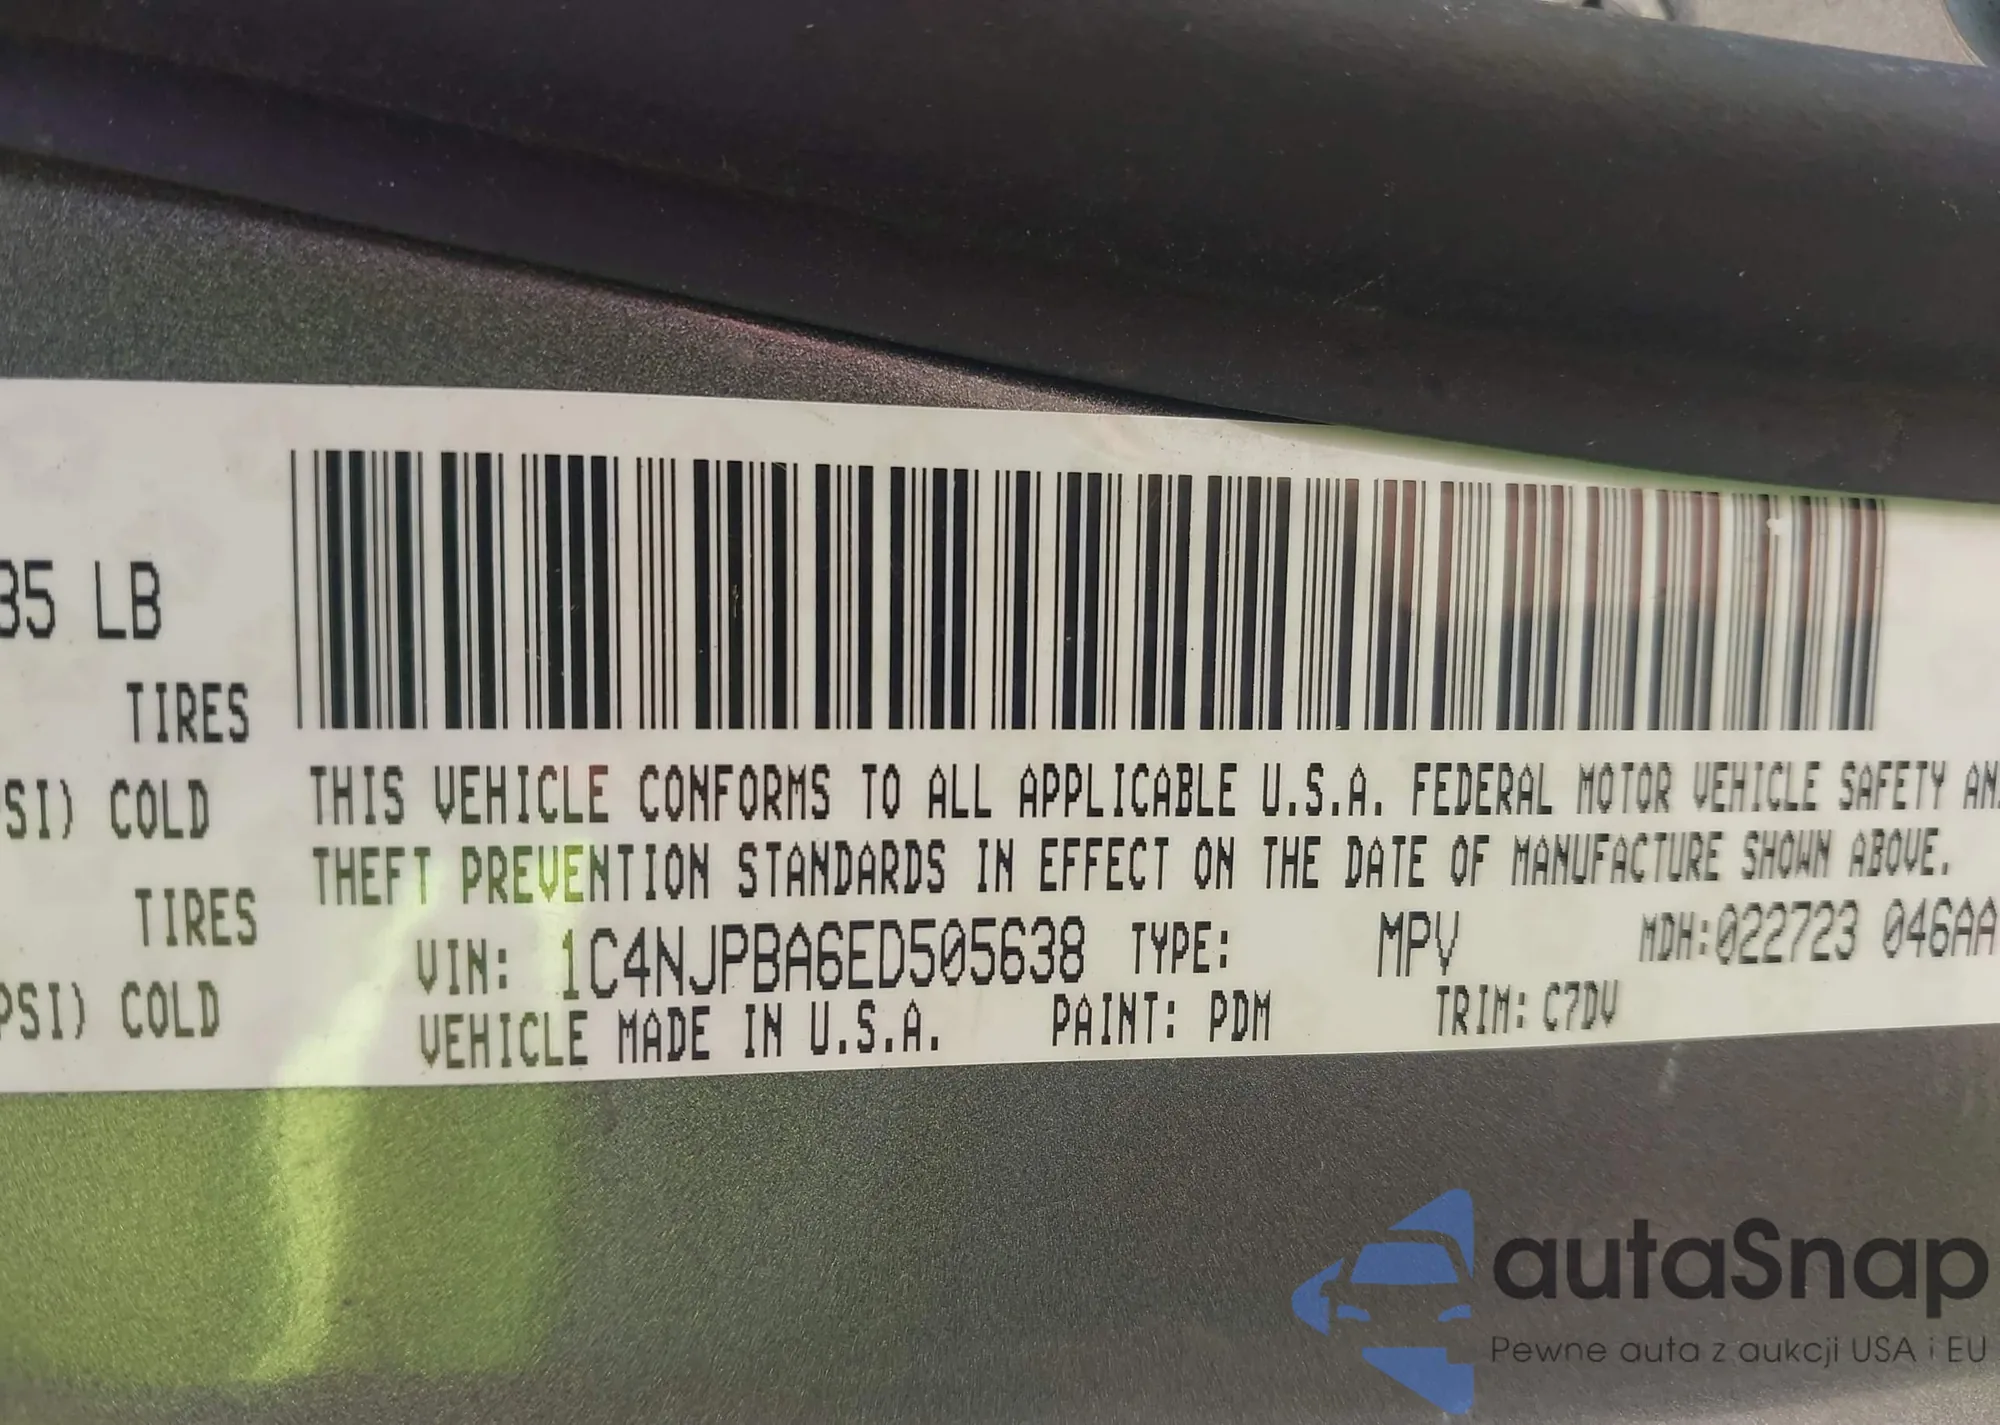 35 LB
TIRES
SI) COLD
TIRES
PSI) COLD
THIS VEHICLE CONFORMS TO ALL APPLICABLE U.S.A. FEDERAL MOTOR VEHICLE SAFETY AN
THEFT PREVENTION STANDARDS IN EFFECT ON THE DATE OF MANUFACTURE SHOWN ABOVE.
VIN: 1C4NJPBA6ED505638 TYPE: MPV MDH:022723 046AA
VEHICLE MADE IN U.S.A. PAINT: PDM TRIM: C7DV
autaSnap
Pewne auta z aukcji USA i EU